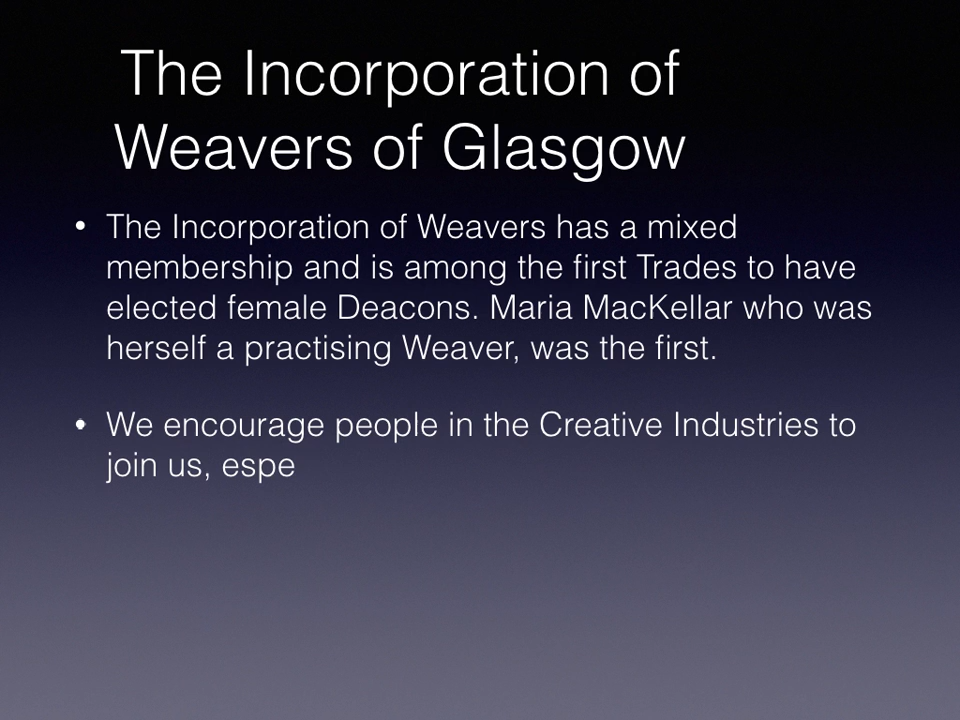 The Incorporation of
Weavers of Glasgow
• The Incorporation of Weavers has a mixed
membership and is among the first Trades to have
elected female Deacons. Maria MacKellar who was
herself a practising Weaver, was the first.
• We encourage people in the Creative Industries to
join us, espe